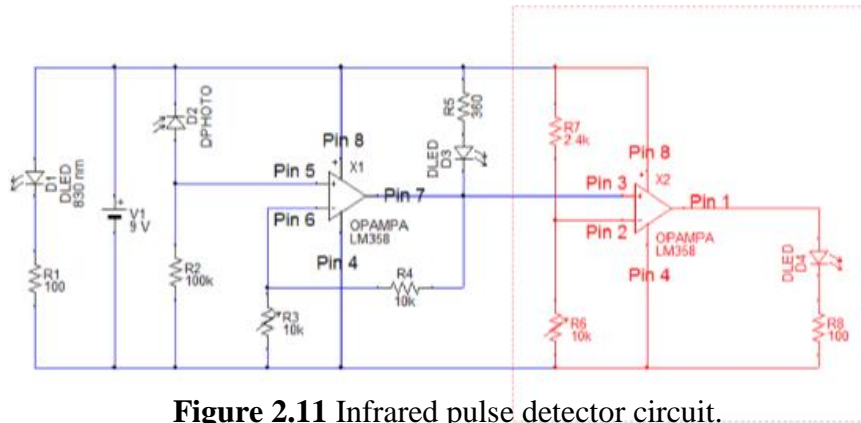 D1
DLED
830 nm
R1
100
V1
9 V
D2
DPHOTO
R2
100k
Pin 5
Pin 6
Pin 8
X1
Pin 7
OPAMPA
LM358
Pin 4
R3
10k
R4
10k
R5
360
DLED
D3
R7
2.4k
Pin 8
X2
Pin 3
Pin 2
Pin 1
OPAMPA
LM358
Pin 4
R6
10k
DLED
D4
R8
100
Figure 2.11 Infrared pulse detector circuit.